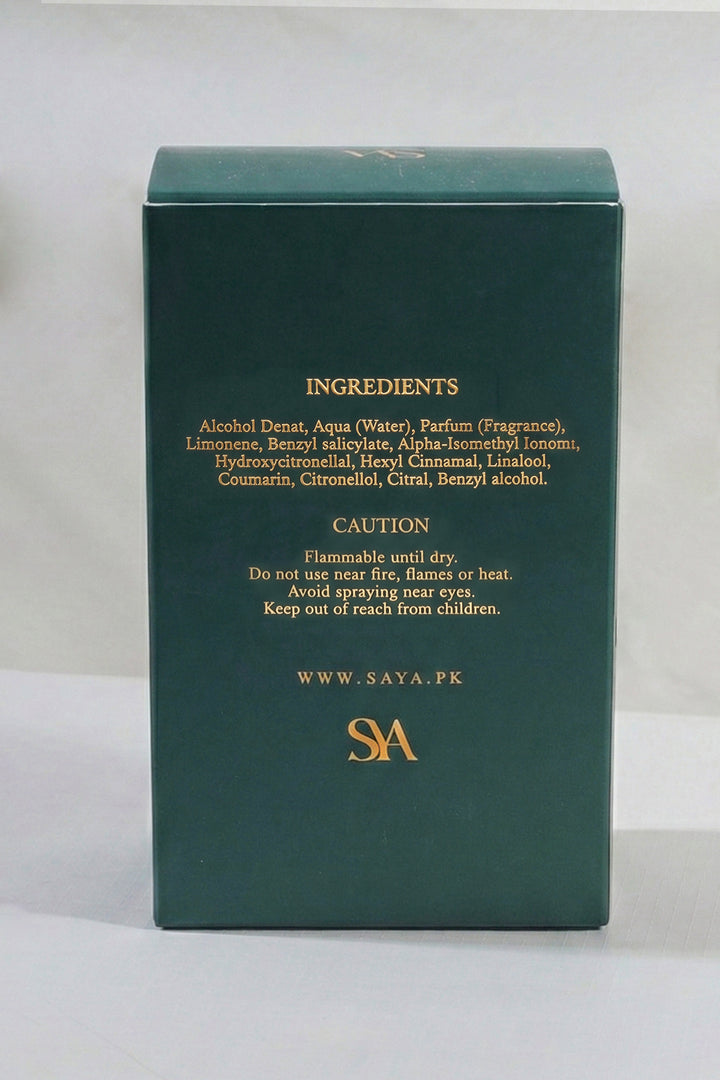 INGREDIENTS
Alcohol Denat, Aqua (Water), Parfum (Fragrance),
Limonene, Benzyl salicylate, Alpha-Isomethyl
Hydroxycitronellal, Hexyl Cinnamal, Linalool,
Coumarin, Citronellol, Citral, Benzyl alcohol.
CAUTION
Flammable until dry.
Do not use near fire, flames or heat.
Avoid spraying near eyes.
Keep out of reach from children.
WWW.SAYA.PK
SYA